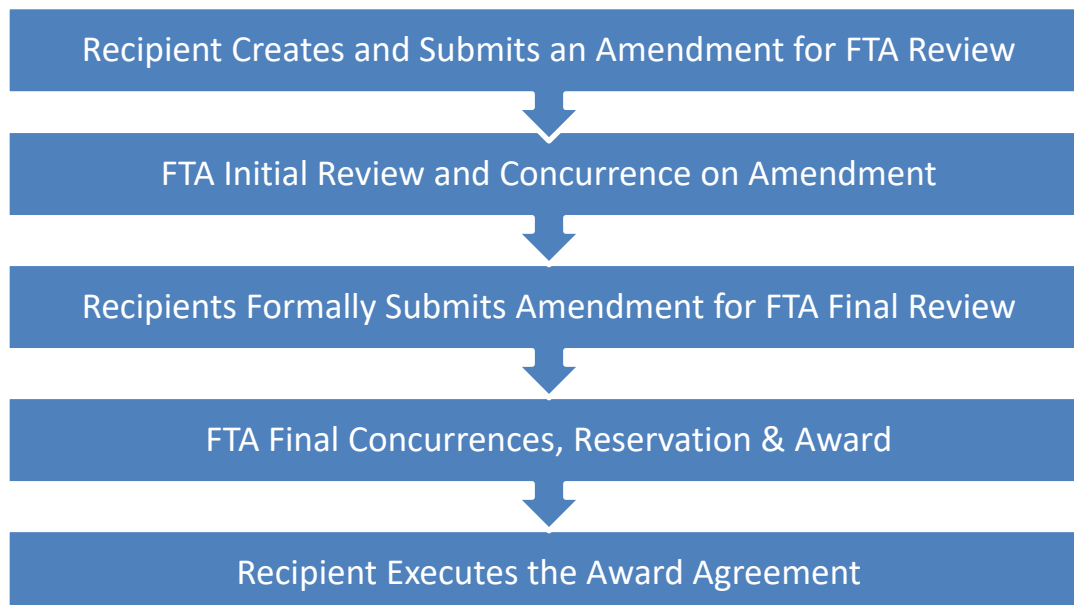 Recipient Creates and Submits an Amendment for FTA Review
FTA Initial Review and Concurrence on Amendment
Recipients Formally Submits Amendment for FTA Final Review
FTA Final Concurrences, Reservation & Award
Recipient Executes the Award Agreement